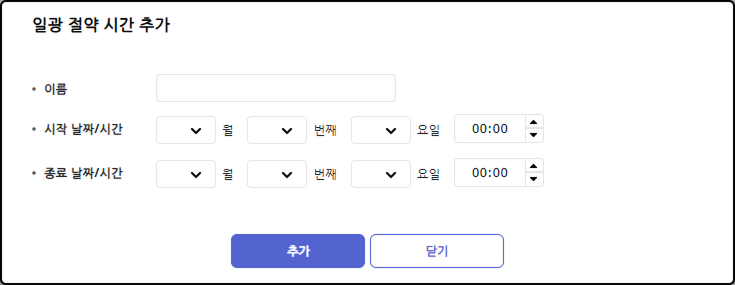 일광 절약 시간 추가
• 이름
• 시작 날짜/시간 월 번째 요일 00:00
• 종료 날짜/시간 월 번째 요일 00:00
추가 닫기